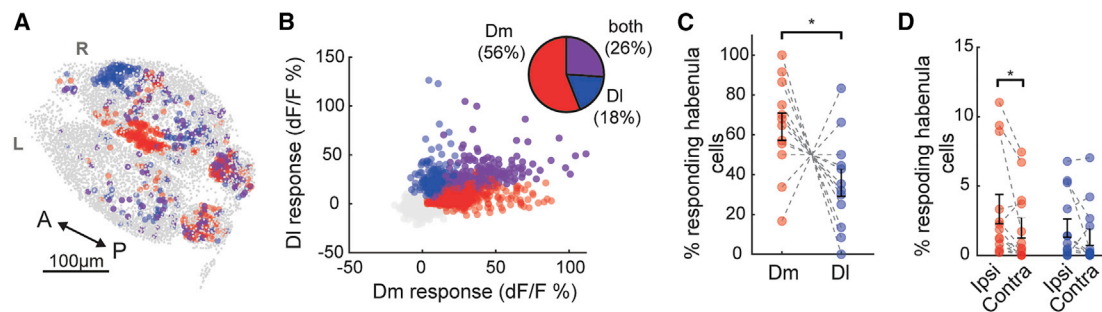 A
R
L
A
P
100µm
B
Dm
(56%)
both
(26%)
Dl
(18%)
Dl response (dF/F %)
150
100
50
0
-50
-50
0
50
100
Dm response (dF/F %)
C
*
% responding habenula
cells
100
80
60
40
20
0
Dm
Dl
D
*
% respoding habenula
cells
15
10
5
0
Ipsi
Contra
Ipsi
Contra